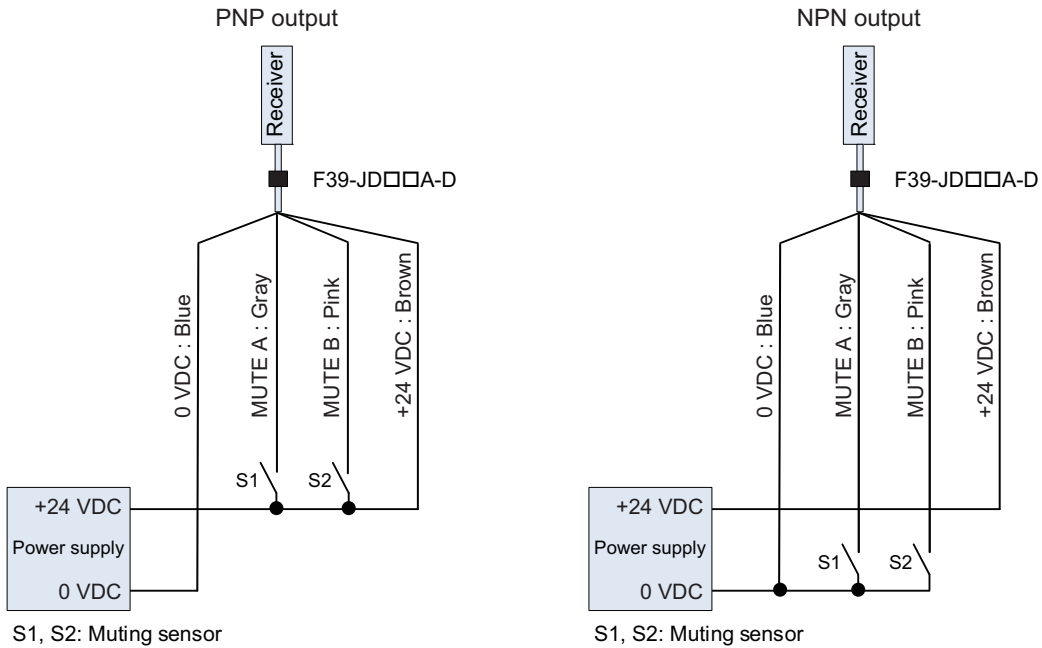 PNP output
Receiver
F39-JD□□A-D
0 VDC : Blue
MUTE A : Gray
MUTE B : Pink
+24 VDC : Brown
S1
S2
+24 VDC
Power supply
0 VDC
S1, S2: Muting sensor
NPN output
Receiver
F39-JD□□A-D
0 VDC : Blue
MUTE A : Gray
MUTE B : Pink
+24 VDC : Brown
+24 VDC
Power supply
S1
S2
0 VDC
S1, S2: Muting sensor